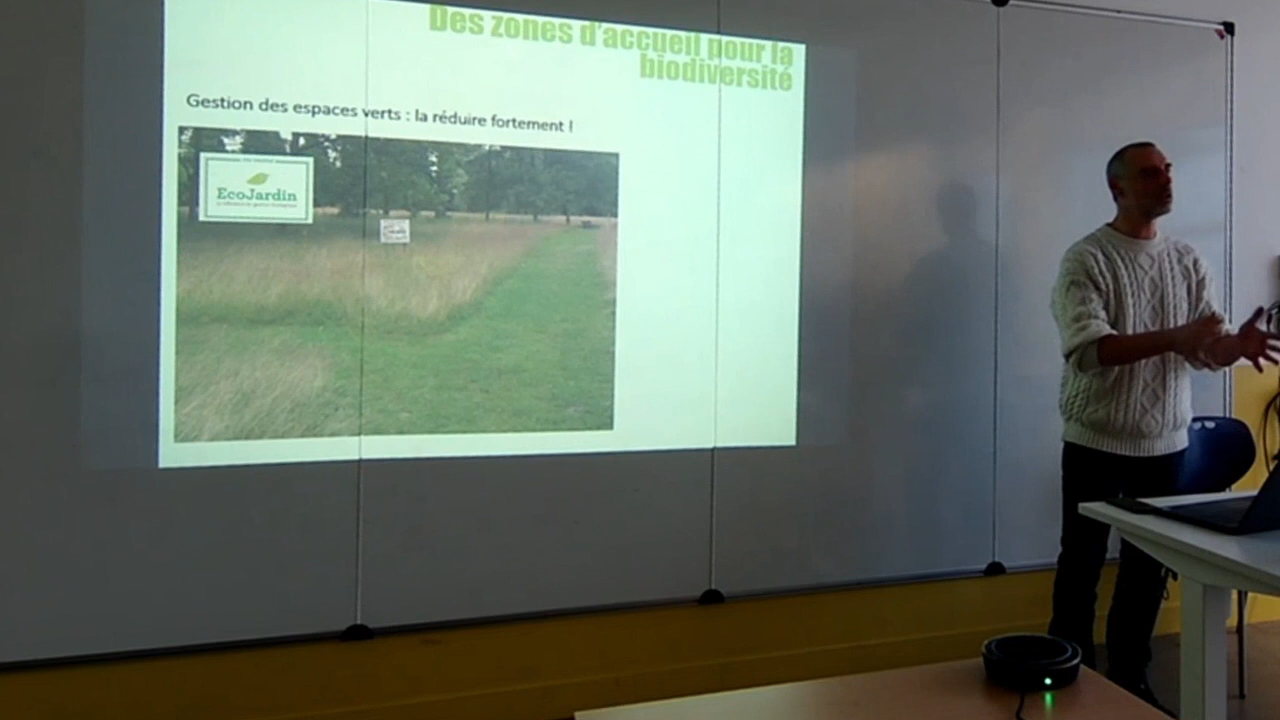 Des zones d'accueil pour la
biodiversité
Gestion des espaces verts : la réduire fortement !
EcoJardin